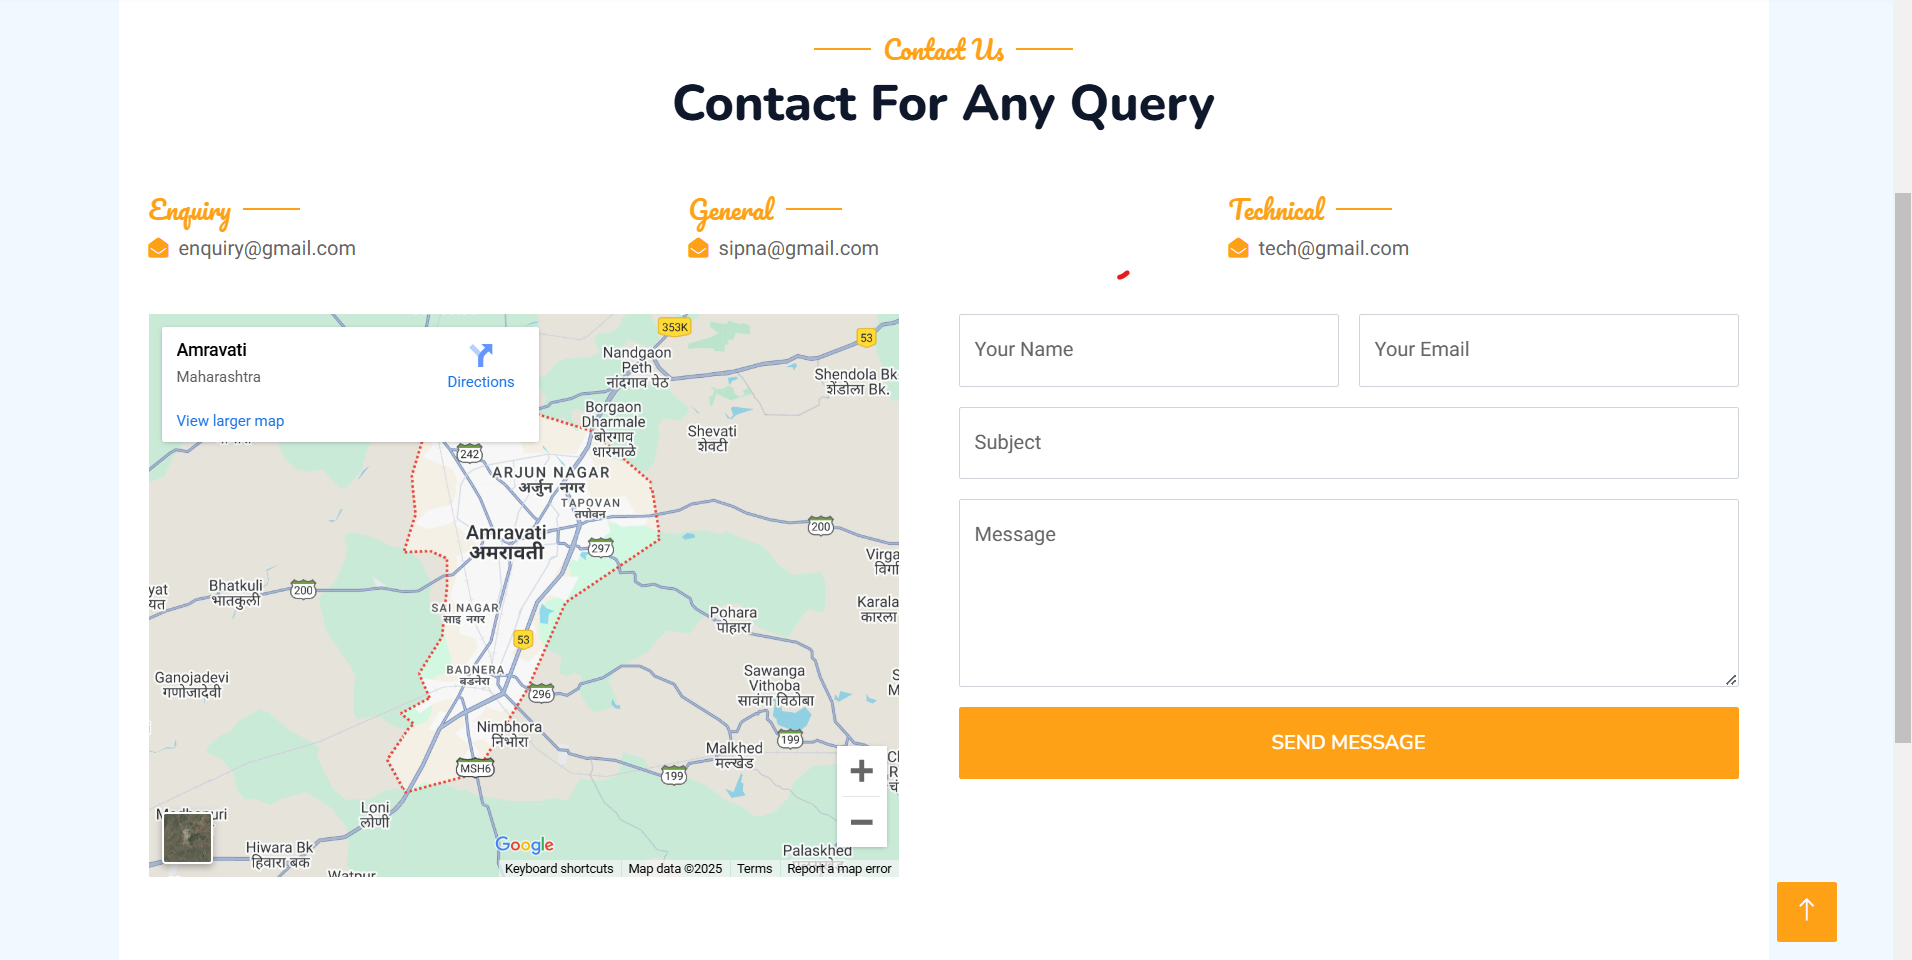 Contact Us
Contact For Any Query
Enquiry
enquiry@gmail.com
General
sipna@gmail.com
Technical
tech@gmail.com
Amravati
Maharashtra
Directions
View larger map
353K
53
Nandgaon
Peth
नांदगाव पेठ
Shendola Bk
शेंडोला Bk.
Borgaon
Dharmale
बोरगाव
धारंमाळे
Shevati
शेवटी
242
ARJUN NAGAR
अर्जुन नगर
TAPOVAN
तपोवन
Amravati
अमरावती
297
200
Virga
Bhatkuli
भातकुली
200
yat
यत
SAI NAGAR
साइ नगर
Pohara
पोहारा
Karala
कारला
53
BADNERA
बडनेरा
Ganojadevi
गणोजादेवी
296
Sawanga
Vithoba
सावंगा विठोबा
Nimbhora
निंभोरा
199
Malkhed
मल्खेड
MSH6
199
Loni
लोणी
Hiwara Bk
हिवारा बक
Palaskhed
Google
Keyboard shortcuts
Map data ©2025
Terms
Report a map error
Your Name
Your Email
Subject
Message
SEND MESSAGE